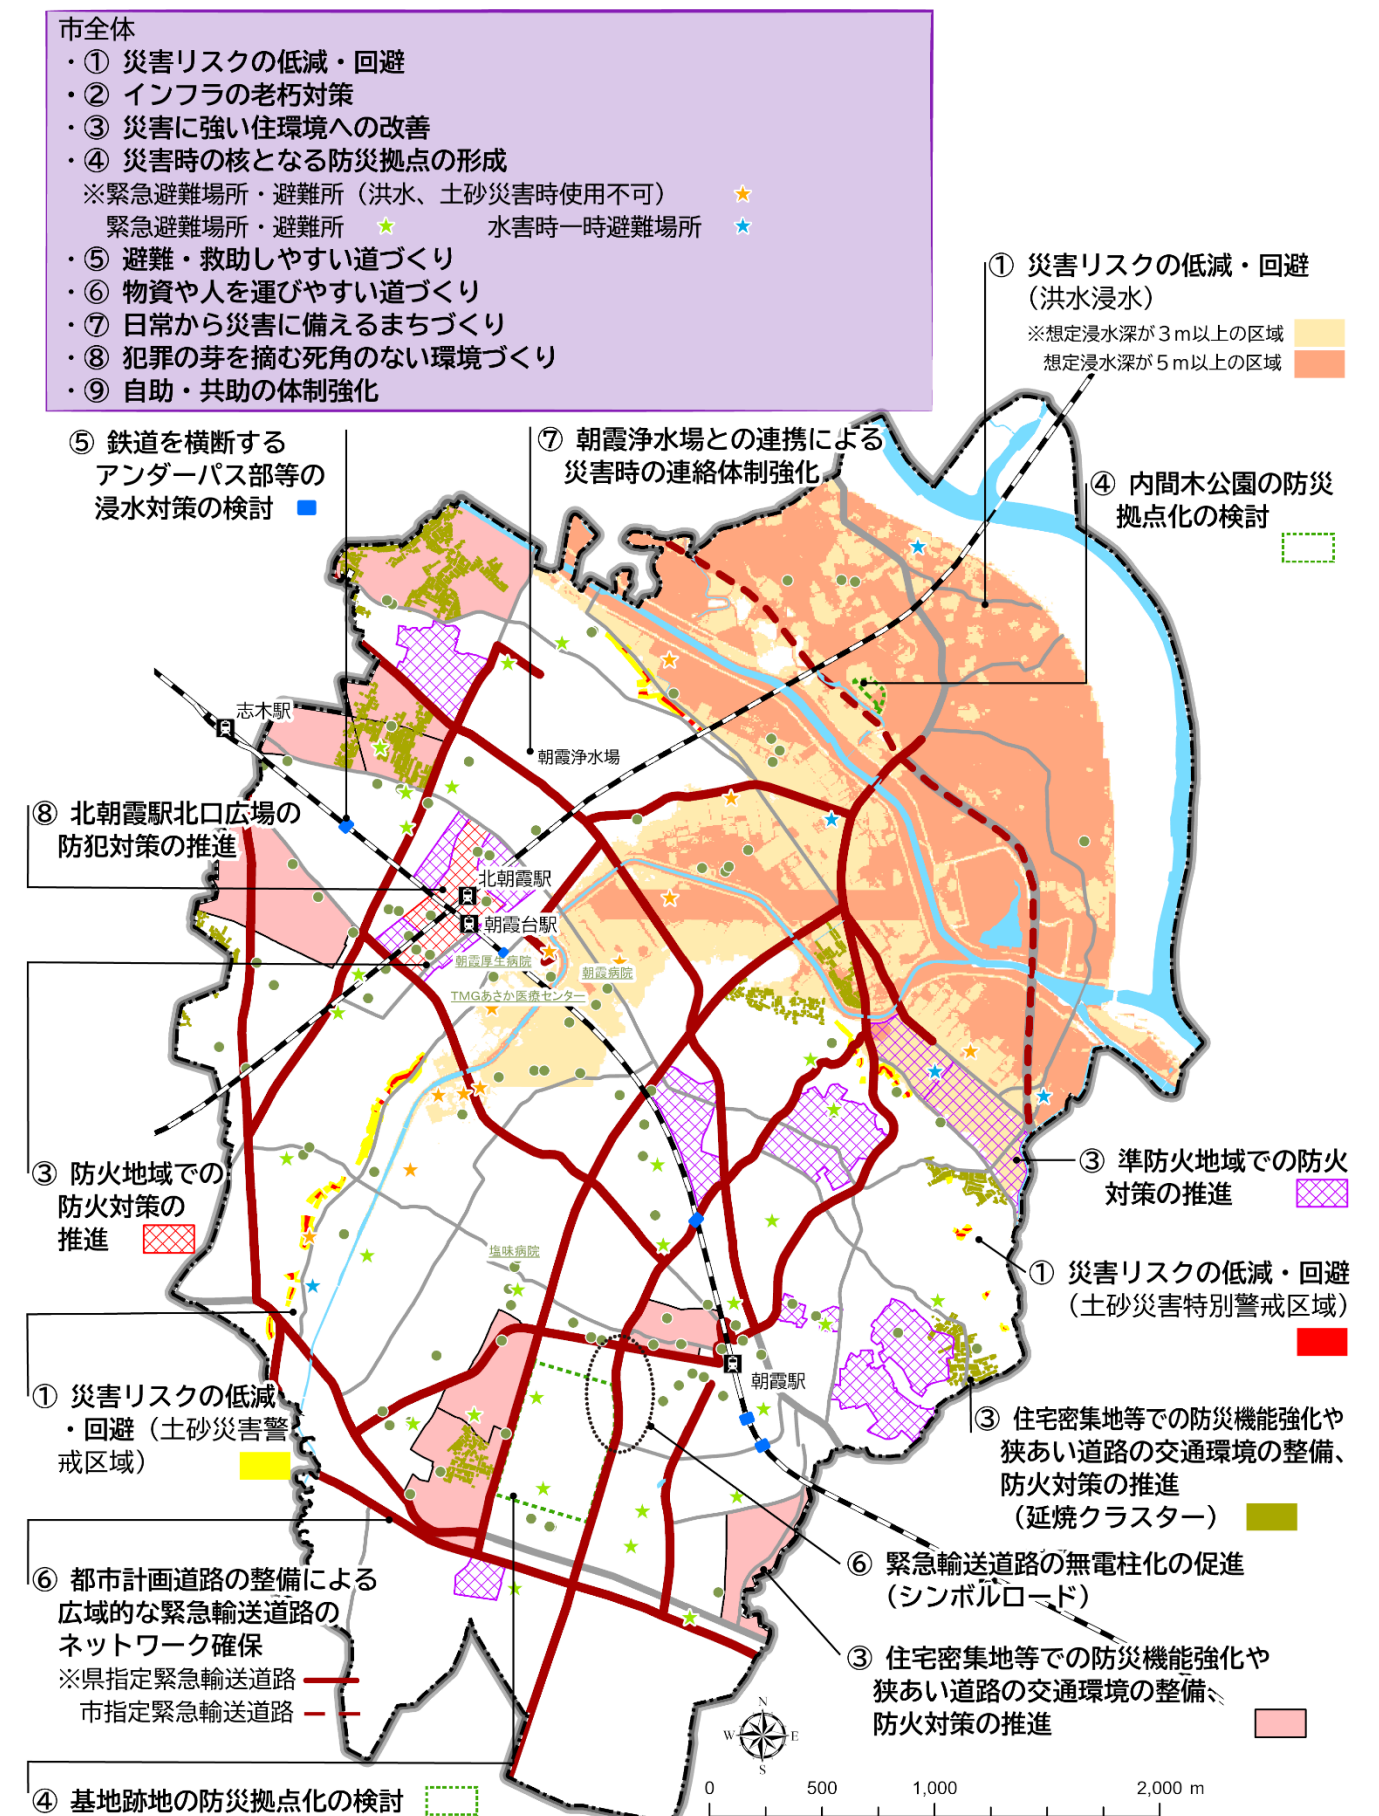 市全体
・① 災害リスクの低減・回避
・② インフラの老朽対策
・③ 災害に強い住環境への改善
・④ 災害時の核となる防災拠点の形成
※緊急避難場所・避難所（洪水、土砂災害時使用不可）
緊急避難場所・避難所
水害時一時避難場所
・⑤ 避難・救助しやすい道づくり
・⑥ 物資や人を運びやすい道づくり
・⑦ 日常から災害に備えるまちづくり
・⑧ 犯罪の芽を摘む死角のない環境づくり
・⑨ 自助・共助の体制強化
① 災害リスクの低減・回避
（洪水浸水）
※想定浸水深が３ｍ以上の区域
想定浸水深が５ｍ以上の区域
⑤ 鉄道を横断する
アンダーパス部等の
浸水対策の検討
⑦ 朝霞浄水場との連携による
災害時の連絡体制強化
④ 内間木公園の防災
拠点化の検討
志木駅
朝霞浄水場
⑧ 北朝霞駅北口広場の
防犯対策の推進
北朝霞駅
朝霞台駅
朝霞厚生病院
朝霞病院
TMGあさか医療センター
③ 防火地域での
防火対策の
推進
③ 準防火地域での防火
対策の推進
塩味病院
① 災害リスクの低減・回避
（土砂災害特別警戒区域）
朝霞駅
① 災害リスクの低減
・回避（土砂災害警
戒区域）
③ 住宅密集地等での防災機能強化や
狭あい道路の交通環境の整備、
防火対策の推進
（延焼クラスター）
⑥ 緊急輸送道路の無電柱化の促進
（シンボルロード）
⑥ 都市計画道路の整備による
広域的な緊急輸送道路の
ネットワーク確保
※県指定緊急輸送道路
市指定緊急輸送道路
③ 住宅密集地等での防災機能強化や
狭あい道路の交通環境の整備、
防火対策の推進
N
W
E
S
④ 基地跡地の防災拠点化の検討
0 500 1,000 2,000 m